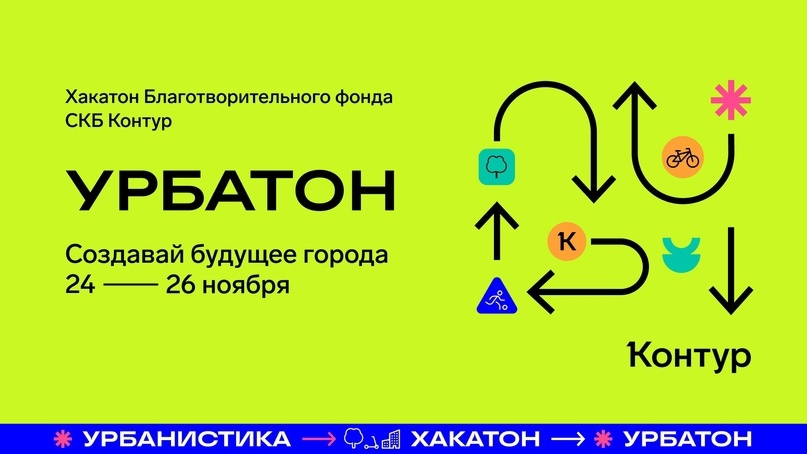 Хакатон Благотворительного фонда
СКБ Контур
УРБАТОН
Создавай будущее города
24 —— 26 ноября
К
Контур
УРБАНИСТИКА → ХАКАТОН → УРБАТОН